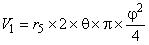 V₁ = r₅ × 2 × θ × π × φ²/4